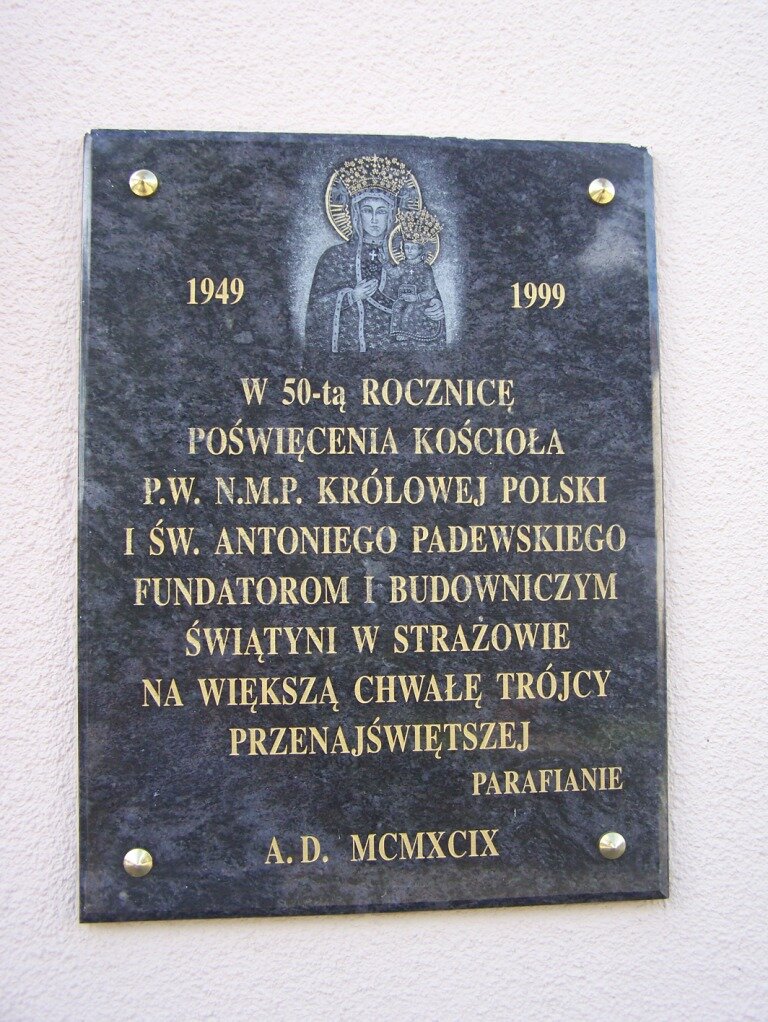 1949 1999
W 50-tą ROCZNICĘ
POŚWIĘCENIA KOŚCIOŁA
P.W. N.M.P. KRÓLOWEJ POLSKI
I ŚW. ANTONIEGO PADEWSKIEGO
FUNDATOROM I BUDOWNICZYM
ŚWIĄTYNI W STRAŻOWIE
NA WIĘKSZĄ CHWAŁĘ TRÓJCY
PRZENAJŚWIĘTSZEJ
PARAFIANIE
A.D. MCMXCIX